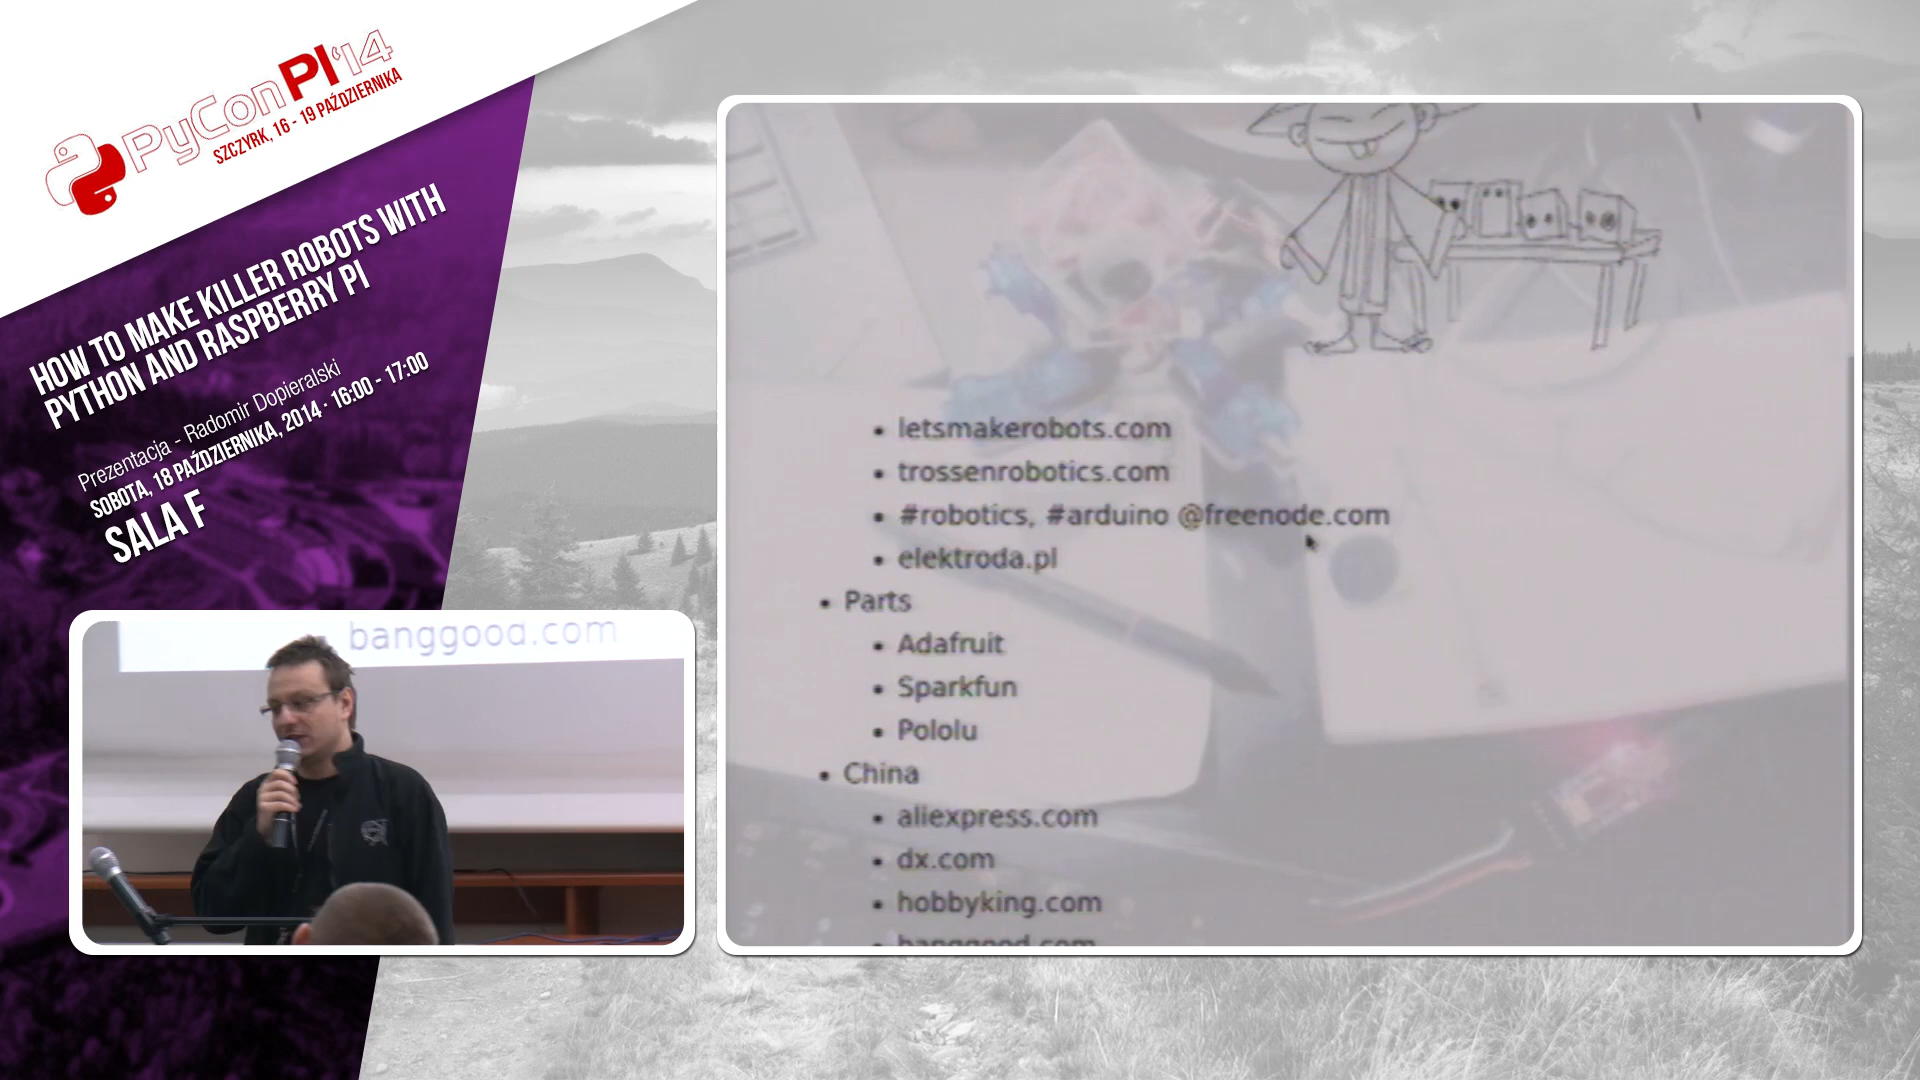 PyCon PL'14
SZCZYRK, 16 - 19 PAŹDZIERNIKA
HOW TO MAKE KILLER ROBOTS WITH
PYTHON AND RASPBERRY PI
Prezentacja - Radomir Dopieralski
SOBOTA, 18 PAŹDZIERNIKA, 2014 · 16:00 - 17:00
SALA F
banggood.com
• letsmakerobots.com
• trossenrobotics.com
• #robotics, #arduino @freenode.com
• elektroda.pl
• Parts
• Adafruit
• Sparkfun
• Pololu
• China
• aliexpress.com
• dx.com
• hobbyking.com
• banggood.com